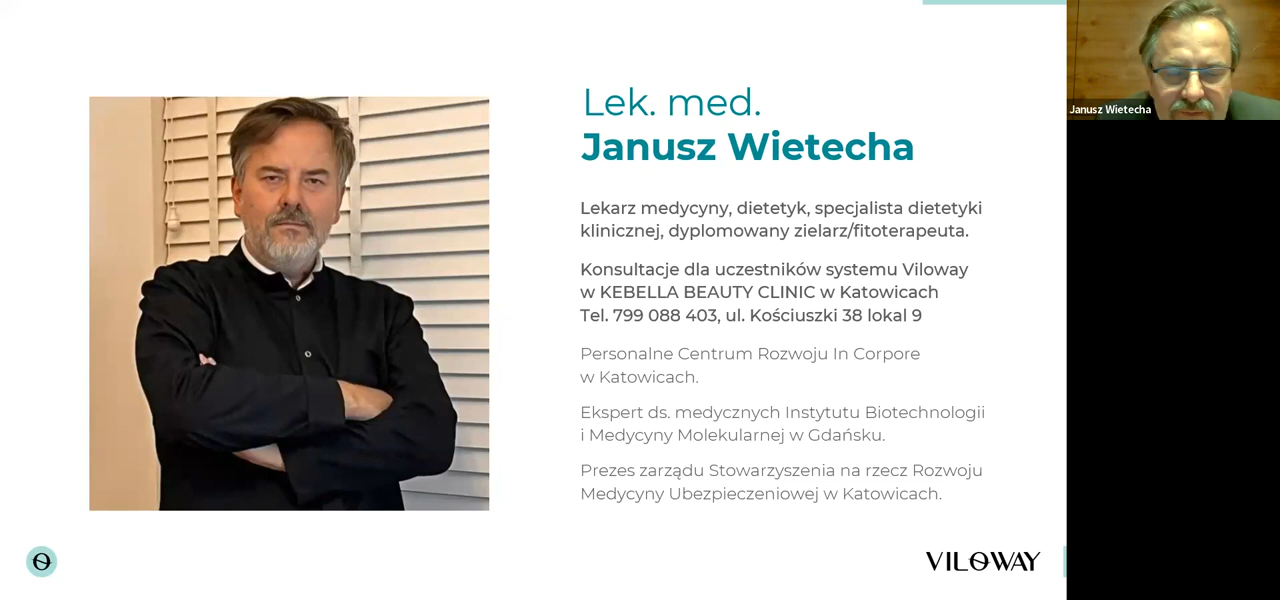 Lek. med.
Janusz Wietecha
Lekarz medycyny, dietetyk, specjalista dietetyki
klinicznej, dyplomowany zielarz/fitoterapeuta.
Konsultacje dla uczestników systemu Viloway
w KEBELLA BEAUTY CLINIC w Katowicach
Tel. 799 088 403, ul. Kościuszki 38 lokal 9
Personalne Centrum Rozwoju In Corpore
w Katowicach.
Ekspert ds. medycznych Instytutu Biotechnologii
i Medycyny Molekularnej w Gdańsku.
Prezes zarządu Stowarzyszenia na rzecz Rozwoju
Medycyny Ubezpieczeniowej w Katowicach.
VILOWAY
Janusz Wietecha